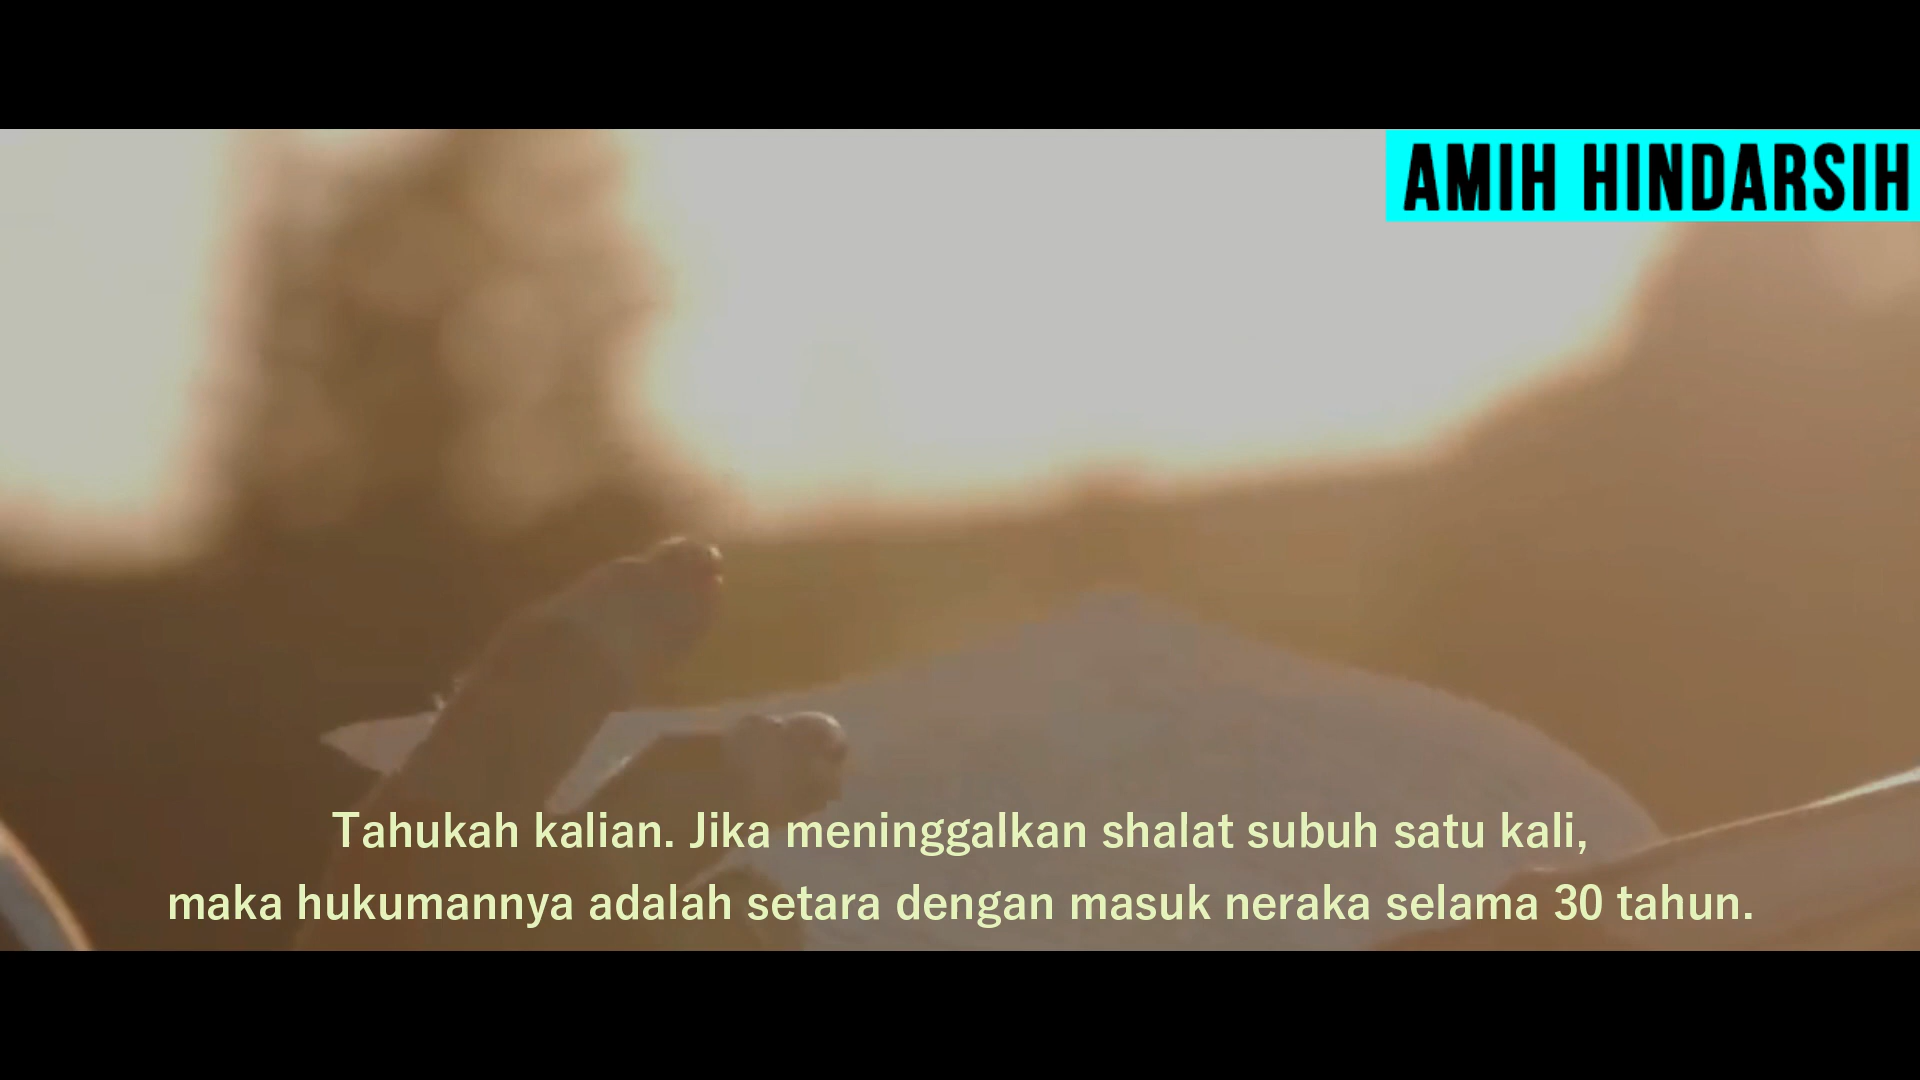 AMIH HINDARSIH
Tahukah kalian. Jika meninggalkan shalat subuh satu kali,
maka hukumannya adalah setara dengan masuk neraka selama 30 tahun.